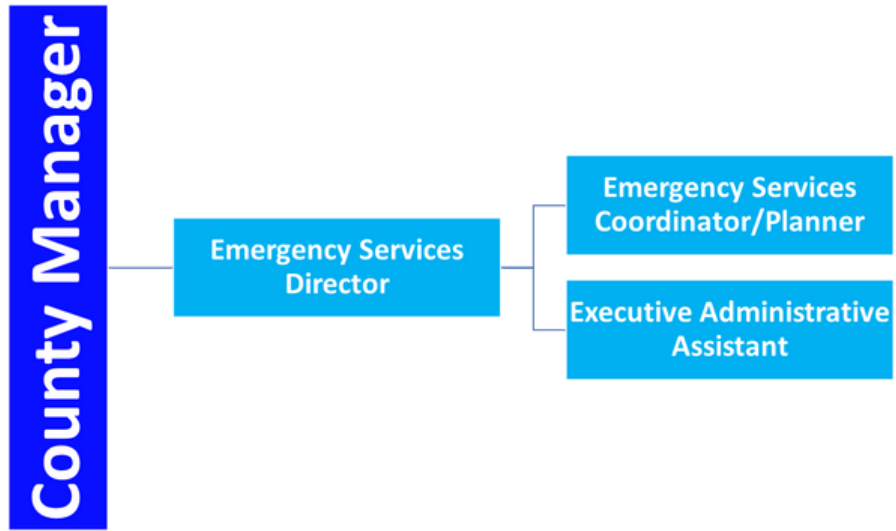 County Manager
Emergency Services
Director
Emergency Services
Coordinator/Planner
Executive Administrative
Assistant